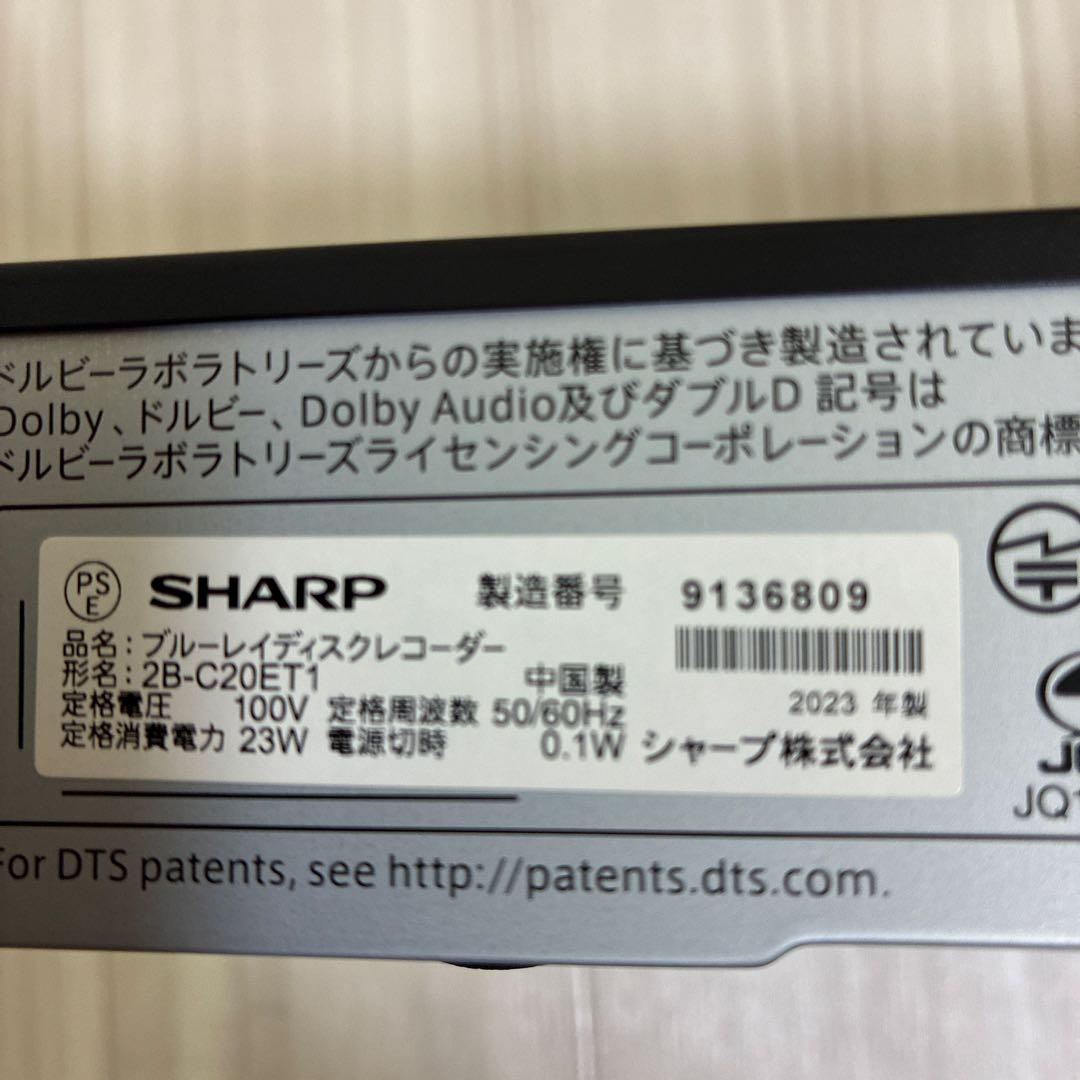 ドルビーラボラトリーズからの実施権に基づき製造されていま
Dolby、ドルビー、Dolby Audio及びダブルD 記号は
ドルビーラボラトリーズライセンシングコーポレーションの商標
PS
E
SHARP 製造番号 9136809
品名：ブルーレイディスクレコーダー
形名：2B-C20ET1 中国製
2023 年製
定格電圧 100V 定格周波数 50/60Hz
定格消費電力 23W 電源切時 0.1W シャープ株式会社
For DTS patents, see http://patents.dts.com.